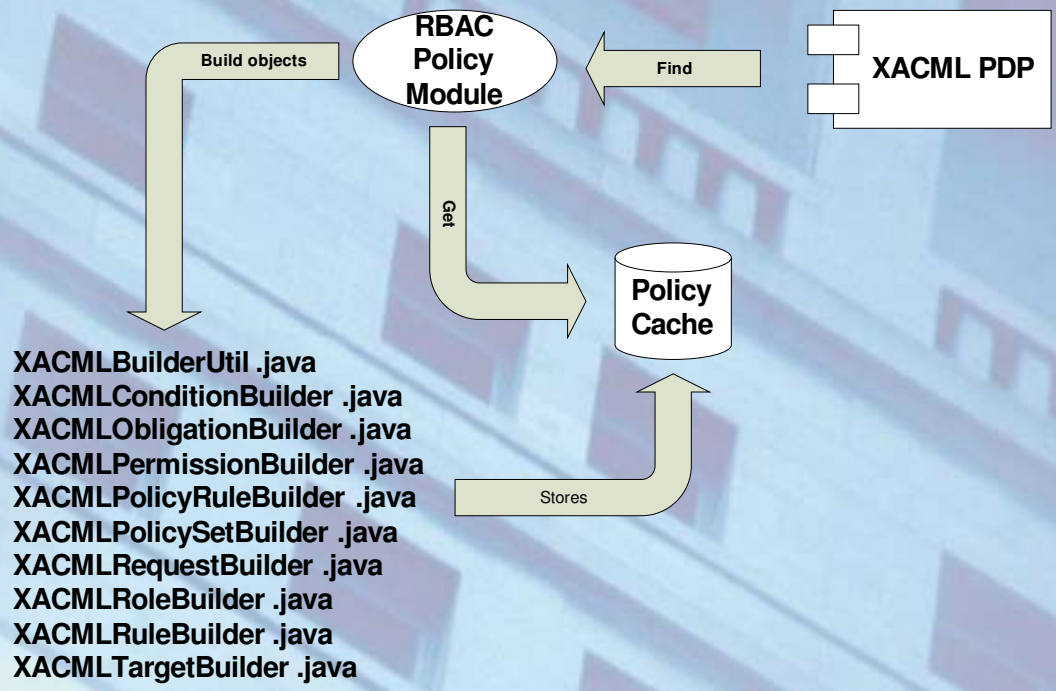 RBAC
Policy
Module
Build objects
Find
XACML PDP
Get
Policy
Cache
XACMLBuilderUtil .java
XACMLConditionBuilder .java
XACMLObligationBuilder .java
XACMLPermissionBuilder .java
XACMLPolicyRuleBuilder .java
XACMLPolicySetBuilder .java
XACMLRequestBuilder .java
XACMLRoleBuilder .java
XACMLRuleBuilder .java
XACMLTargetBuilder .java
Stores